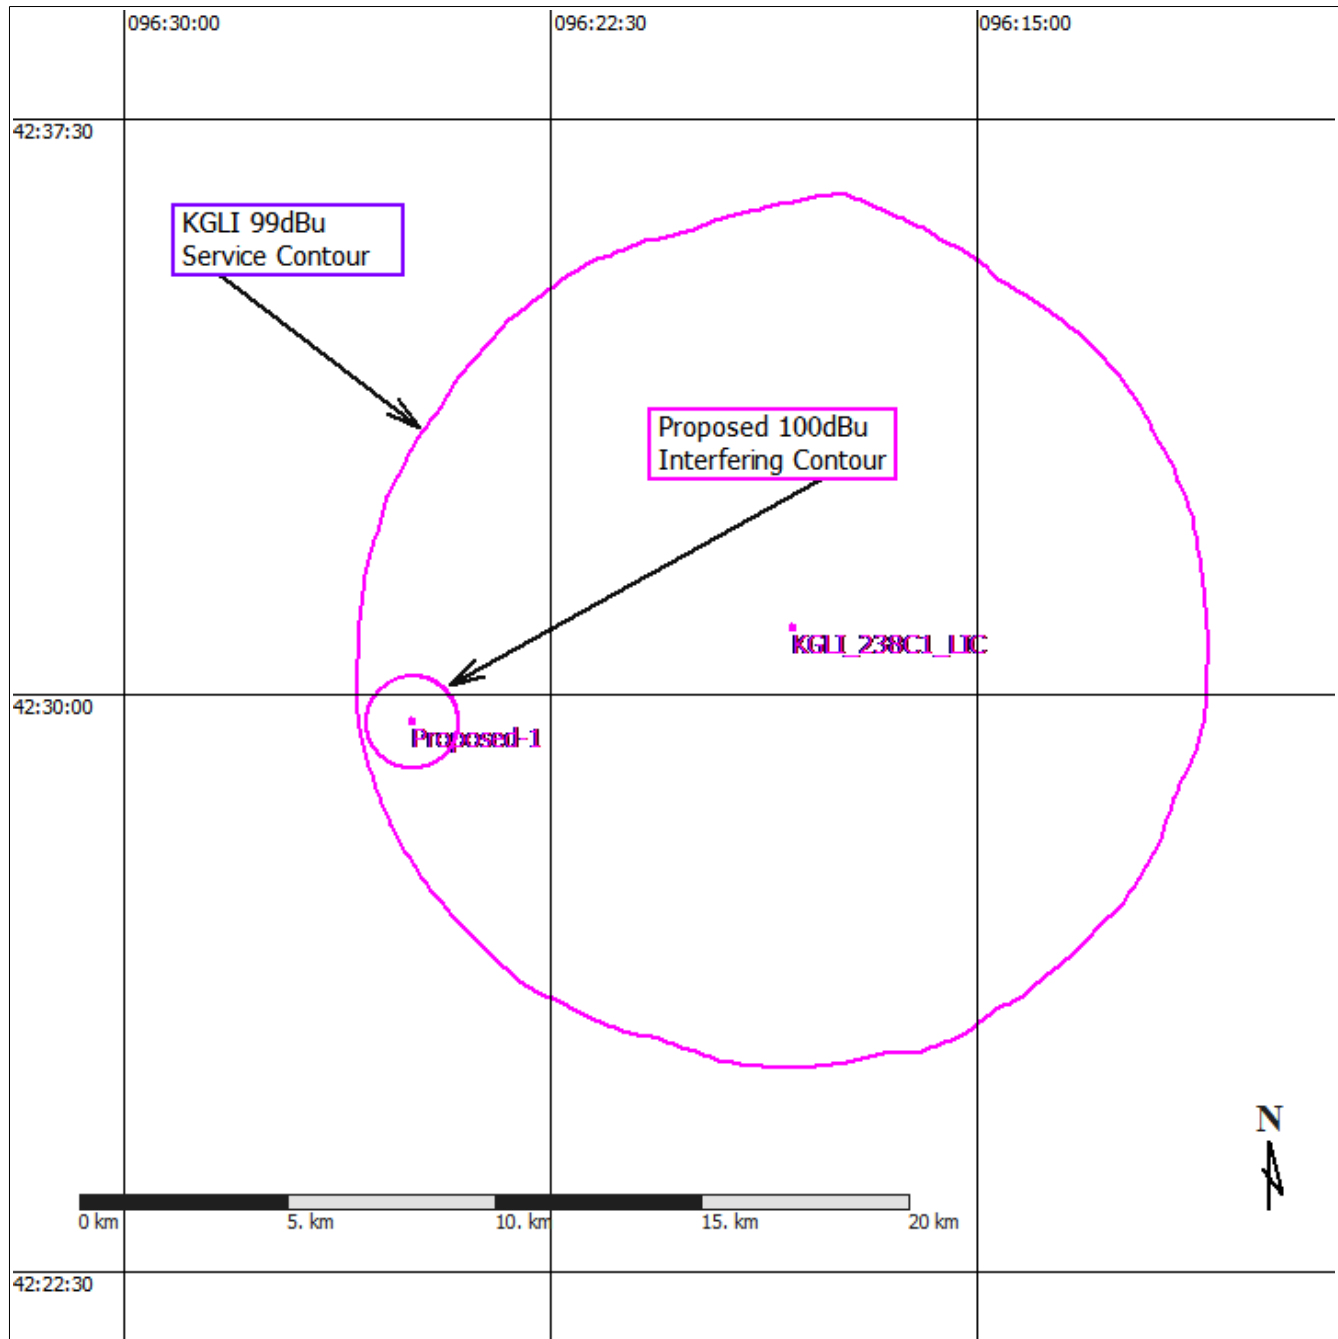 096:30:00
096:22:30
096:15:00
42:37:30
KGLI 99dBu
Service Contour
Proposed 100dBu
Interfering Contour
KGLI_238C1_LIC
42:30:00
Proposed-1
N
0 km
5. km
10. km
15. km
20 km
42:22:30